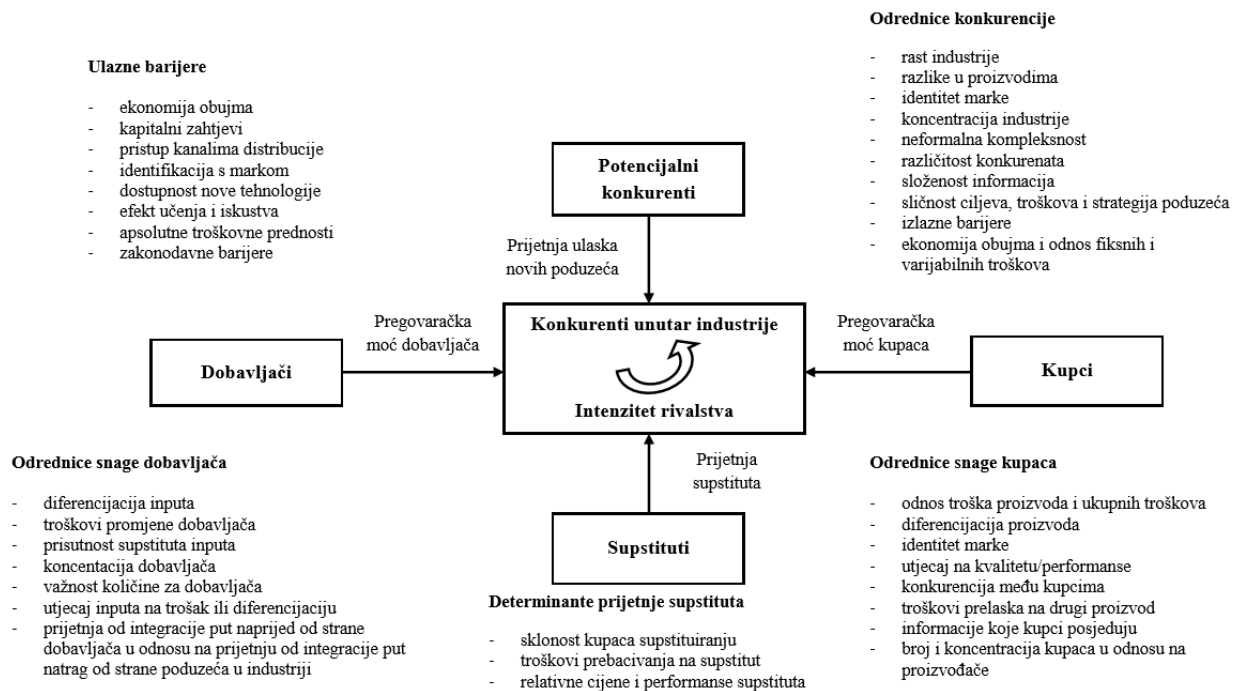 Ulazne barijere
- ekonomija obujma
- kapitalni zahtjevi
- pristup kanalima distribucije
- identifikacija s markom
- dostupnost nove tehnologije
- efekt učenja i iskustva
- apsolutne troškovne prednosti
- zakonodavne barijere
Odrednice konkurencije
- rast industrije
- razlike u proizvodima
- identitet marke
- koncentracija industrije
- neformalna kompleksnost
- različitost konkurenata
- složenost informacija
- sličnost ciljeva, troškova i strategija poduzeća
- izlazne barijere
- ekonomija obujma i odnos fiksnih i
varijabilnih troškova
Potencijalni
konkurenti
Prijetnja ulaska
novih poduzeća
Dobavljači
Pregovaračka
moć dobavljača
Konkurenti unutar industrije
Intenzitet rivalstva
Pregovaračka
moć kupaca
Kupci
Prijetnja
supstituta
Supstituti
Odrednice snage dobavljača
- diferencijacija inputa
- troškovi promjene dobavljača
- prisutnost supstituta inputa
- koncentacija dobavljača
- važnost količine za dobavljača
- utjecaj inputa na trošak ili diferencijaciju
- prijetnja od integracije put naprijed od strane
dobavljača u odnosu na prijetnju od integracije put
natrag od strane poduzeća u industriji
Determinante prijetnje supstituta
- sklonost kupaca supstituiranju
- troškovi prebacivanja na supstitut
- relativne cijene i performanse supstituta
Odrednice snage kupaca
- odnos troška proizvoda i ukupnih troškova
- diferencijacija proizvoda
- identitet marke
- utjecaj na kvalitetu/performanse
- konkurencija među kupcima
- troškovi prelaska na drugi proizvod
- informacije koje kupci posjeduju
- broj i koncentracija kupaca u odnosu na
proizvođače